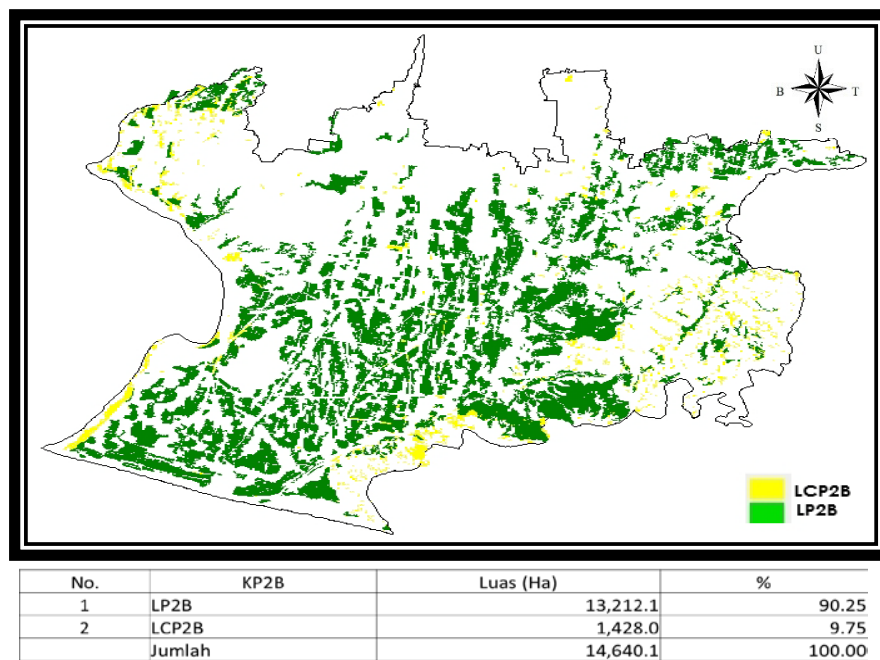 U
B T
S
LCP2B
LP2B
No. KP2B Luas (Ha) %
1 LP2B 13,212.1 90.25
2 LCP2B 1,428.0 9.75
Jumlah 14,640.1 100.00